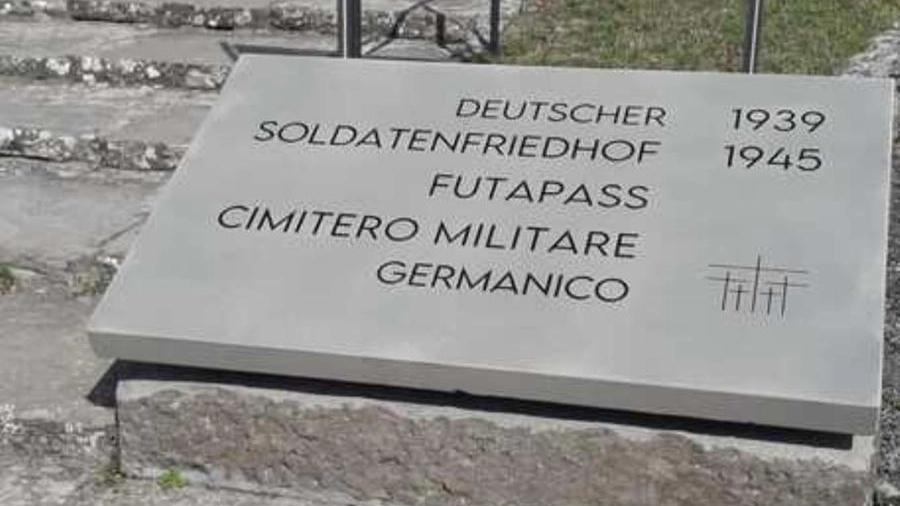 DEUTSCHER 1939
SOLDATENFRIEDHOF 1945
FUTAPASS
CIMITERO MILITARE
GERMANICO